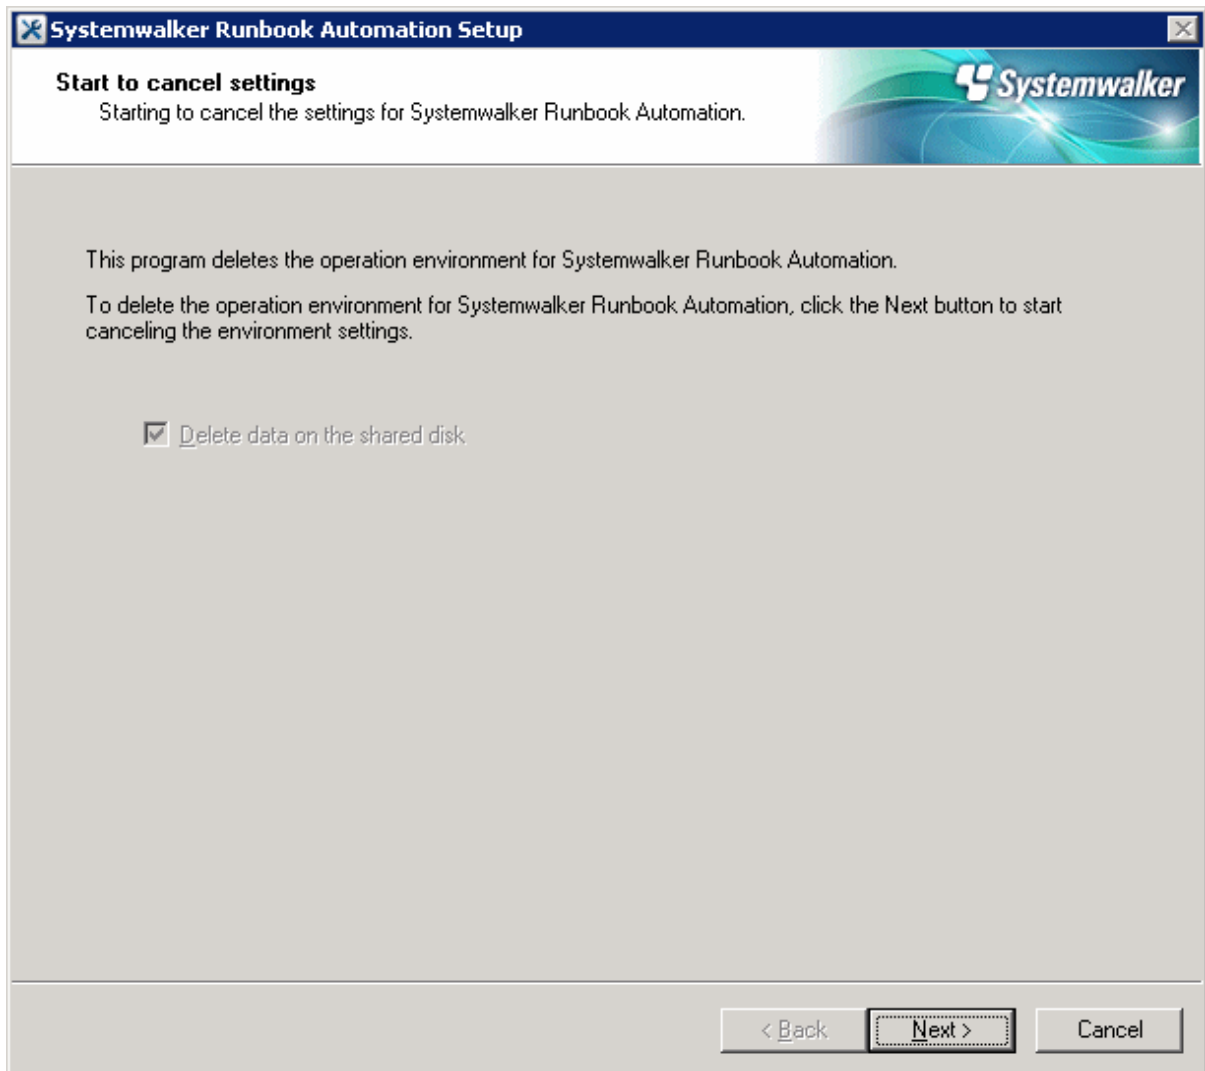 Systemwalker Runbook Automation Setup
Start to cancel settings
Systemwalker
Starting to cancel the settings for Systemwalker Runbook Automation.
This program deletes the operation environment for Systemwalker Runbook Automation.
To delete the operation environment for Systemwalker Runbook Automation, click the Next button to start
canceling the environment settings.
Delete data on the shared disk
< Back
Next >
Cancel